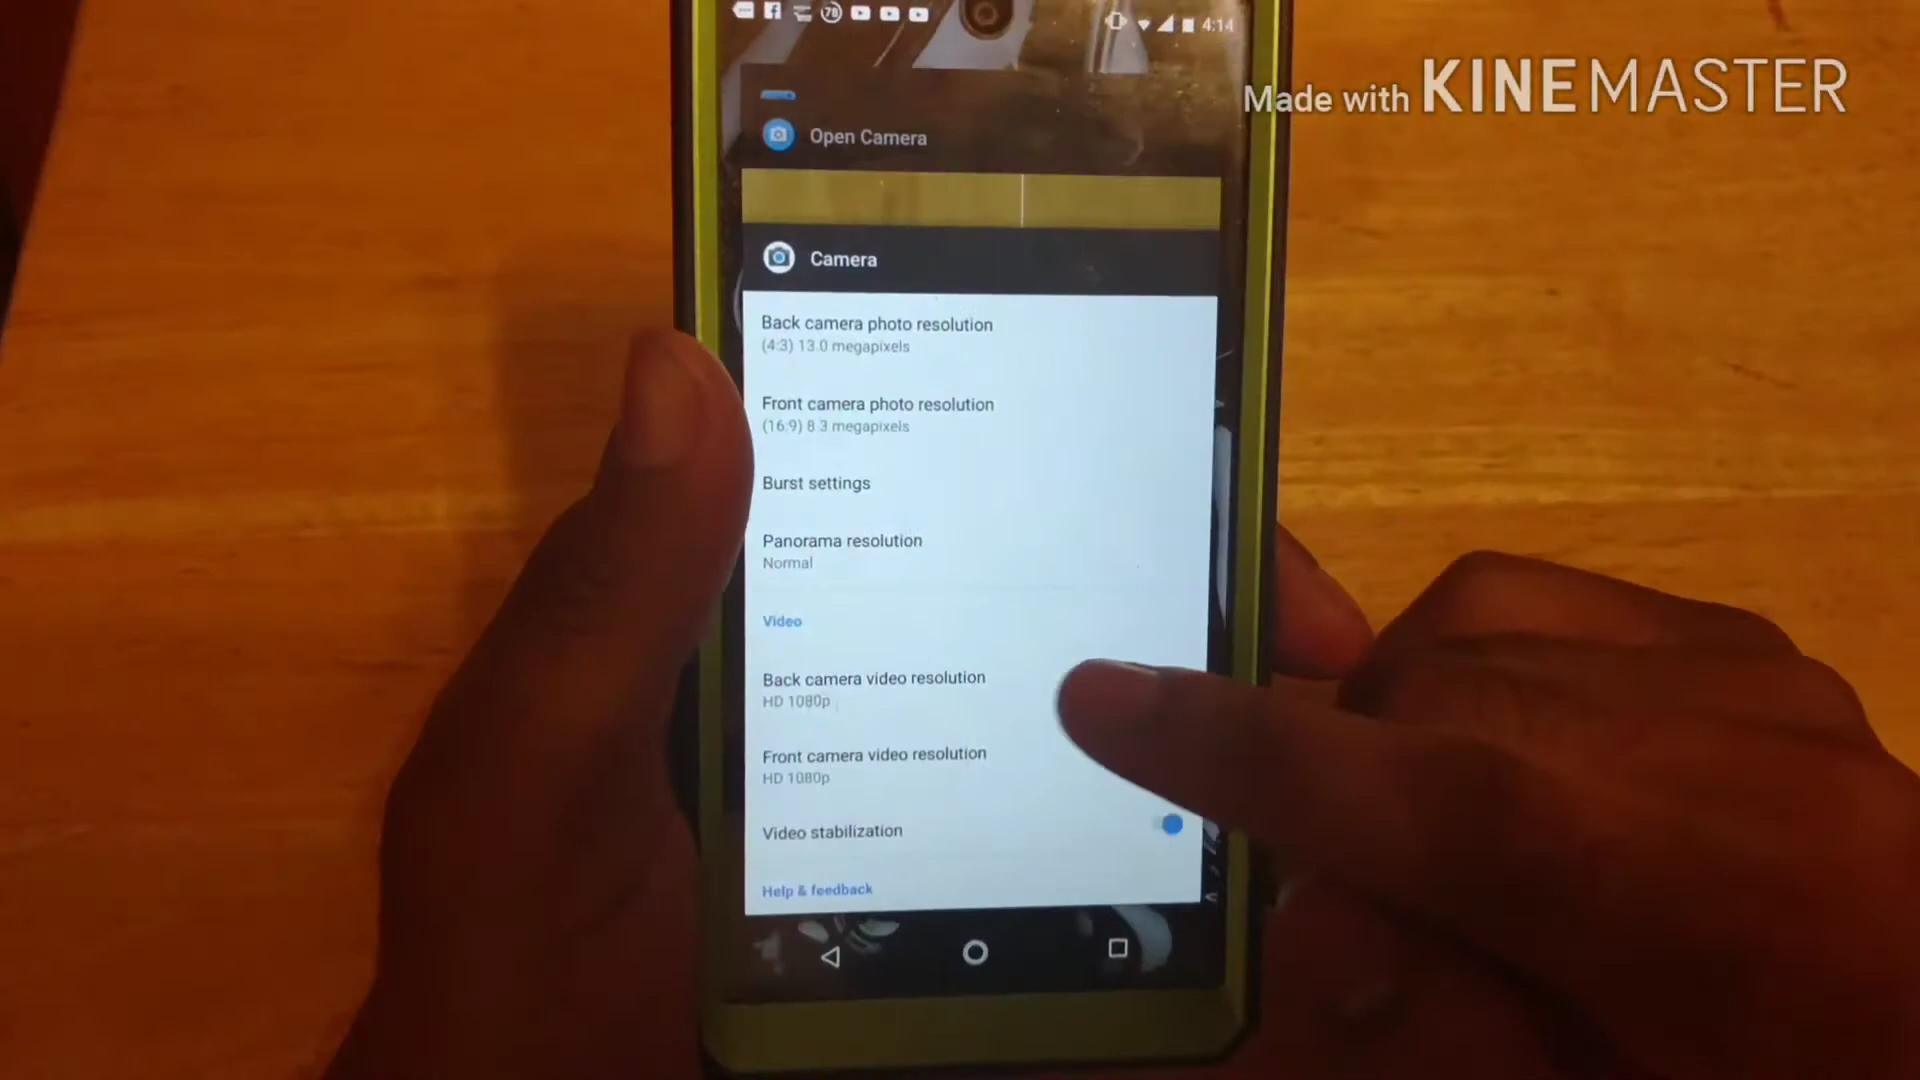 78
4:14
Made with KINEMASTER
Open Camera
Camera
Back camera photo resolution
(4:3) 13.0 megapixels
Front camera photo resolution
(16:9) 8.3 megapixels
Burst settings
Panorama resolution
Normal
Video
Back camera video resolution
HD 1080p
Front camera video resolution
HD 1080p
Video stabilization
Help & feedback